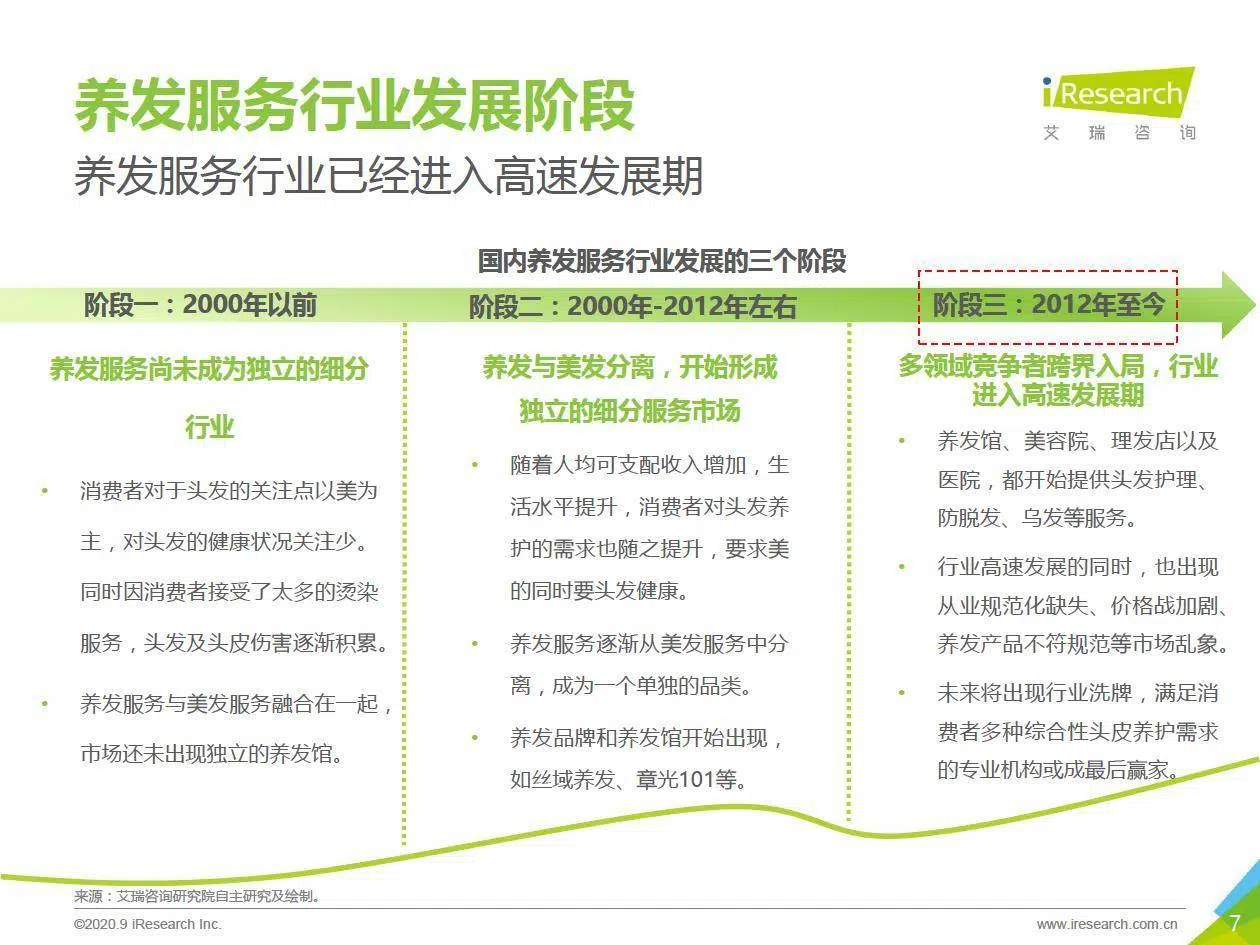 养发服务行业发展阶段
养发服务行业已经进入高速发展期
iResearch
艾瑞咨询
国内养发服务行业发展的三个阶段
阶段一：2000年以前
养发服务尚未成为独立的细分
行业
• 消费者对于头发的关注点以美为
主，对头发的健康状况关注少。
同时因消费者接受了太多的烫染
服务，头发及头皮伤害逐渐积累。
• 养发服务与美发服务融合在一起，
市场还未出现独立的养发馆。
阶段二：2000年-2012年左右
养发与美发分离，开始形成
独立的细分服务市场
• 随着人均可支配收入增加，生
活水平提升，消费者对头发养
护的需求也随之提升，要求美
的同时要头发健康。
• 养发服务逐渐从美发服务中分
离，成为一个单独的品类。
• 养发品牌和养发馆开始出现，
如丝域养发、章光101等。
阶段三：2012年至今
多领域竞争者跨界入局，行业
进入高速发展期
• 养发馆、美容院、理发店以及
医院，都开始提供头发护理、
防脱发、乌发等服务。
• 行业高速发展的同时，也出现
从业规范化缺失、价格战加剧、
养发产品不符规范等市场乱象。
• 未来将出现行业洗牌，满足消
费者多种综合性头皮养护需求
的专业机构或成最后赢家。
来源：艾瑞咨询研究院自主研究及绘制。
©2020.9 iResearch Inc.
www.iresearch.com.cn
7